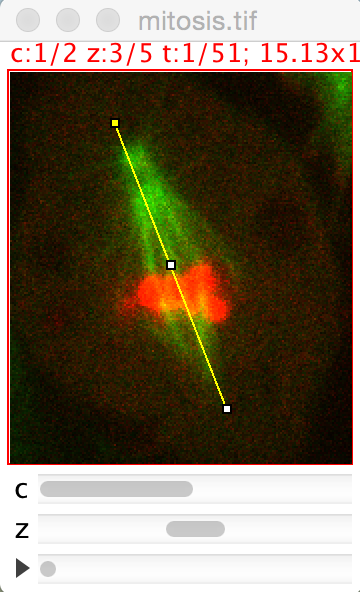 mitosis.tif
c:1/2 z:3/5 t:1/51; 15.13x1
c
z